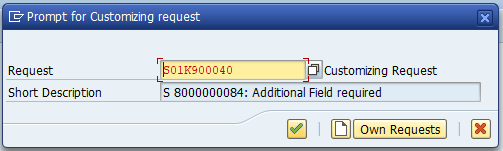 Prompt for Customizing request
Request S01K900040 Customizing Request
Short Description S 8000000084: Additional Field required
Own Requests